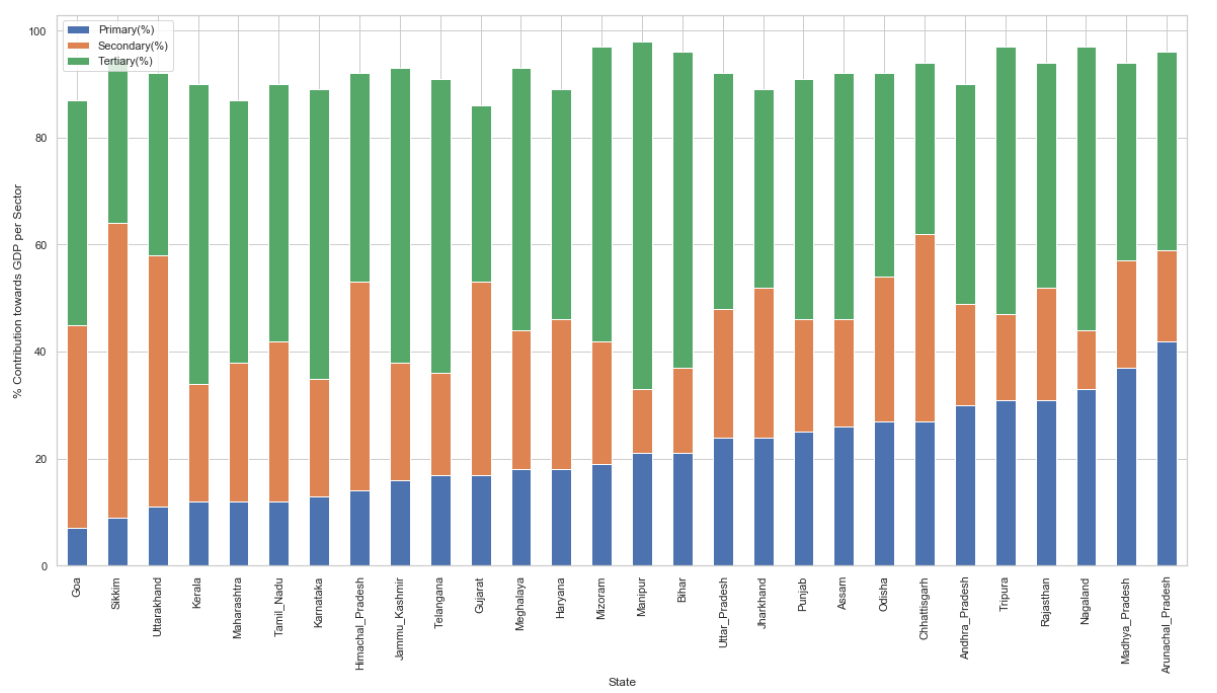 Primary(%)
Secondary(%)
Tertiary(%)
100
80
60
40
20
0
% Contribution towards GDP per Sector
Goa
Sikkim
Uttarakhand
Kerala
Maharashtra
Tamil_Nadu
Karnataka
Himachal_Pradesh
Jammu_Kashmir
Telangana
Gujarat
Meghalaya
Haryana
Mizoram
Manipur
Bihar
Uttar_Pradesh
Jharkhand
Punjab
Assam
Odisha
Chhattisgarh
Andhra_Pradesh
Tripura
Rajasthan
Nagaland
Madhya_Pradesh
Arunachal_Pradesh
State